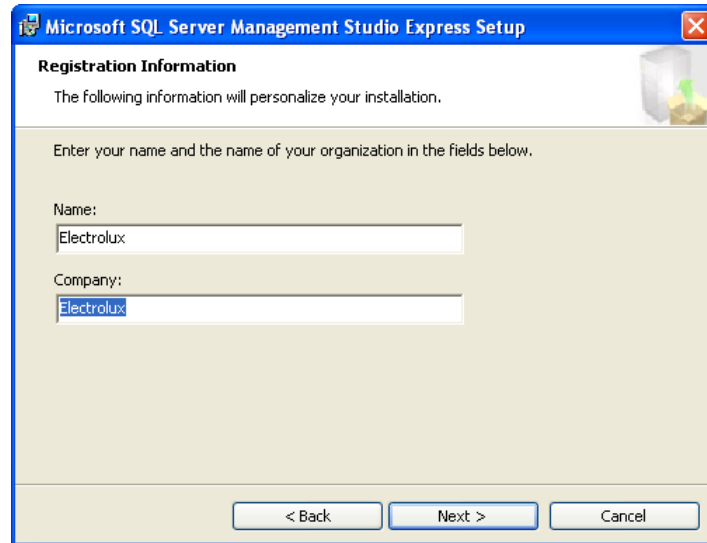 Microsoft SQL Server Management Studio Express Setup
Registration Information
The following information will personalize your installation.
Enter your name and the name of your organization in the fields below.
Name:
Electrolux
Company:
Electrolux
< Back
Next >
Cancel